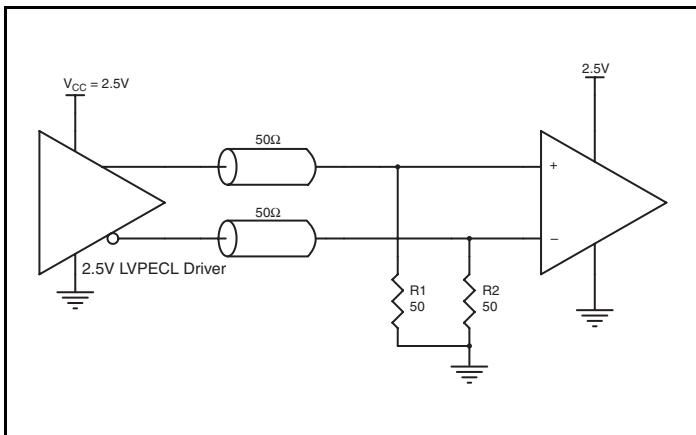 V_CC = 2.5V
2.5V
50Ω
50Ω
+
–
2.5V LVPECL Driver
R1
50
R2
50